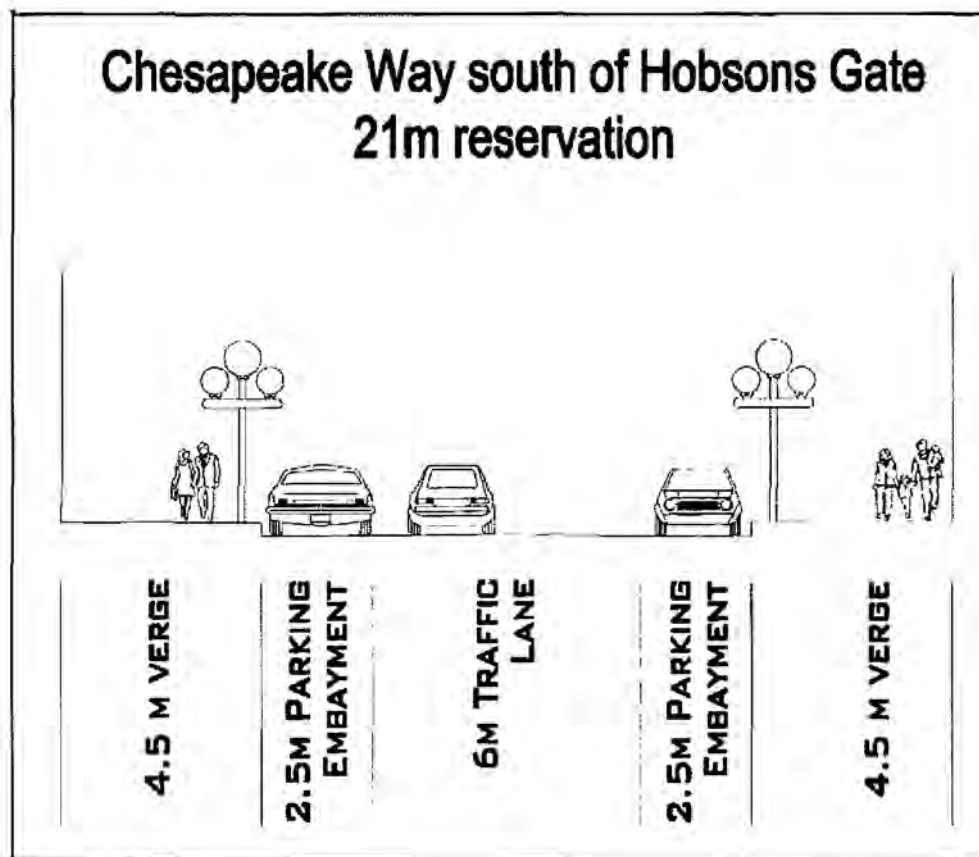 Chesapeake Way south of Hobsons Gate
21m reservation
4.5 M VERGE
2.5M PARKING
EMBAYMENT
6M TRAFFIC
LANE
2.5M PARKING
EMBAYMENT
4.5 M VERGE